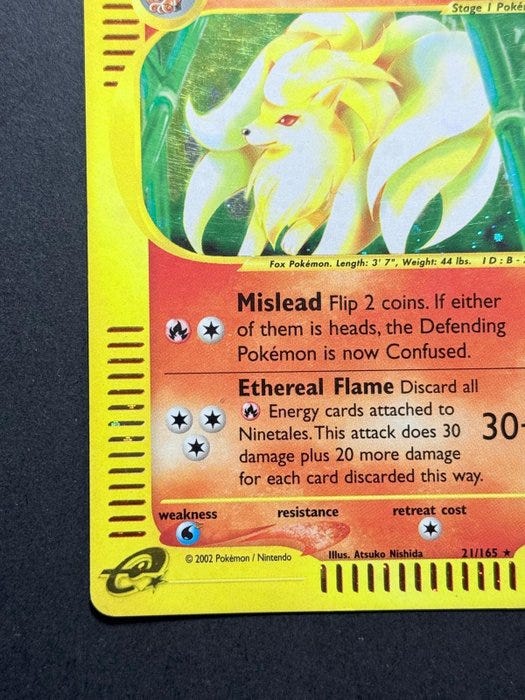 Stage 1 Poké
Fox Pokémon. Length: 3' 7", Weight: 44 lbs. ID: B -
Mislead Flip 2 coins. If either
of them is heads, the Defending
Pokémon is now Confused.
Ethereal Flame Discard all
Energy cards attached to
Ninetales. This attack does 30
damage plus 20 more damage
for each card discarded this way.
30+
weakness resistance retreat cost
© 2002 Pokémon / Nintendo Illus. Atsuko Nishida 21/165 ★
e